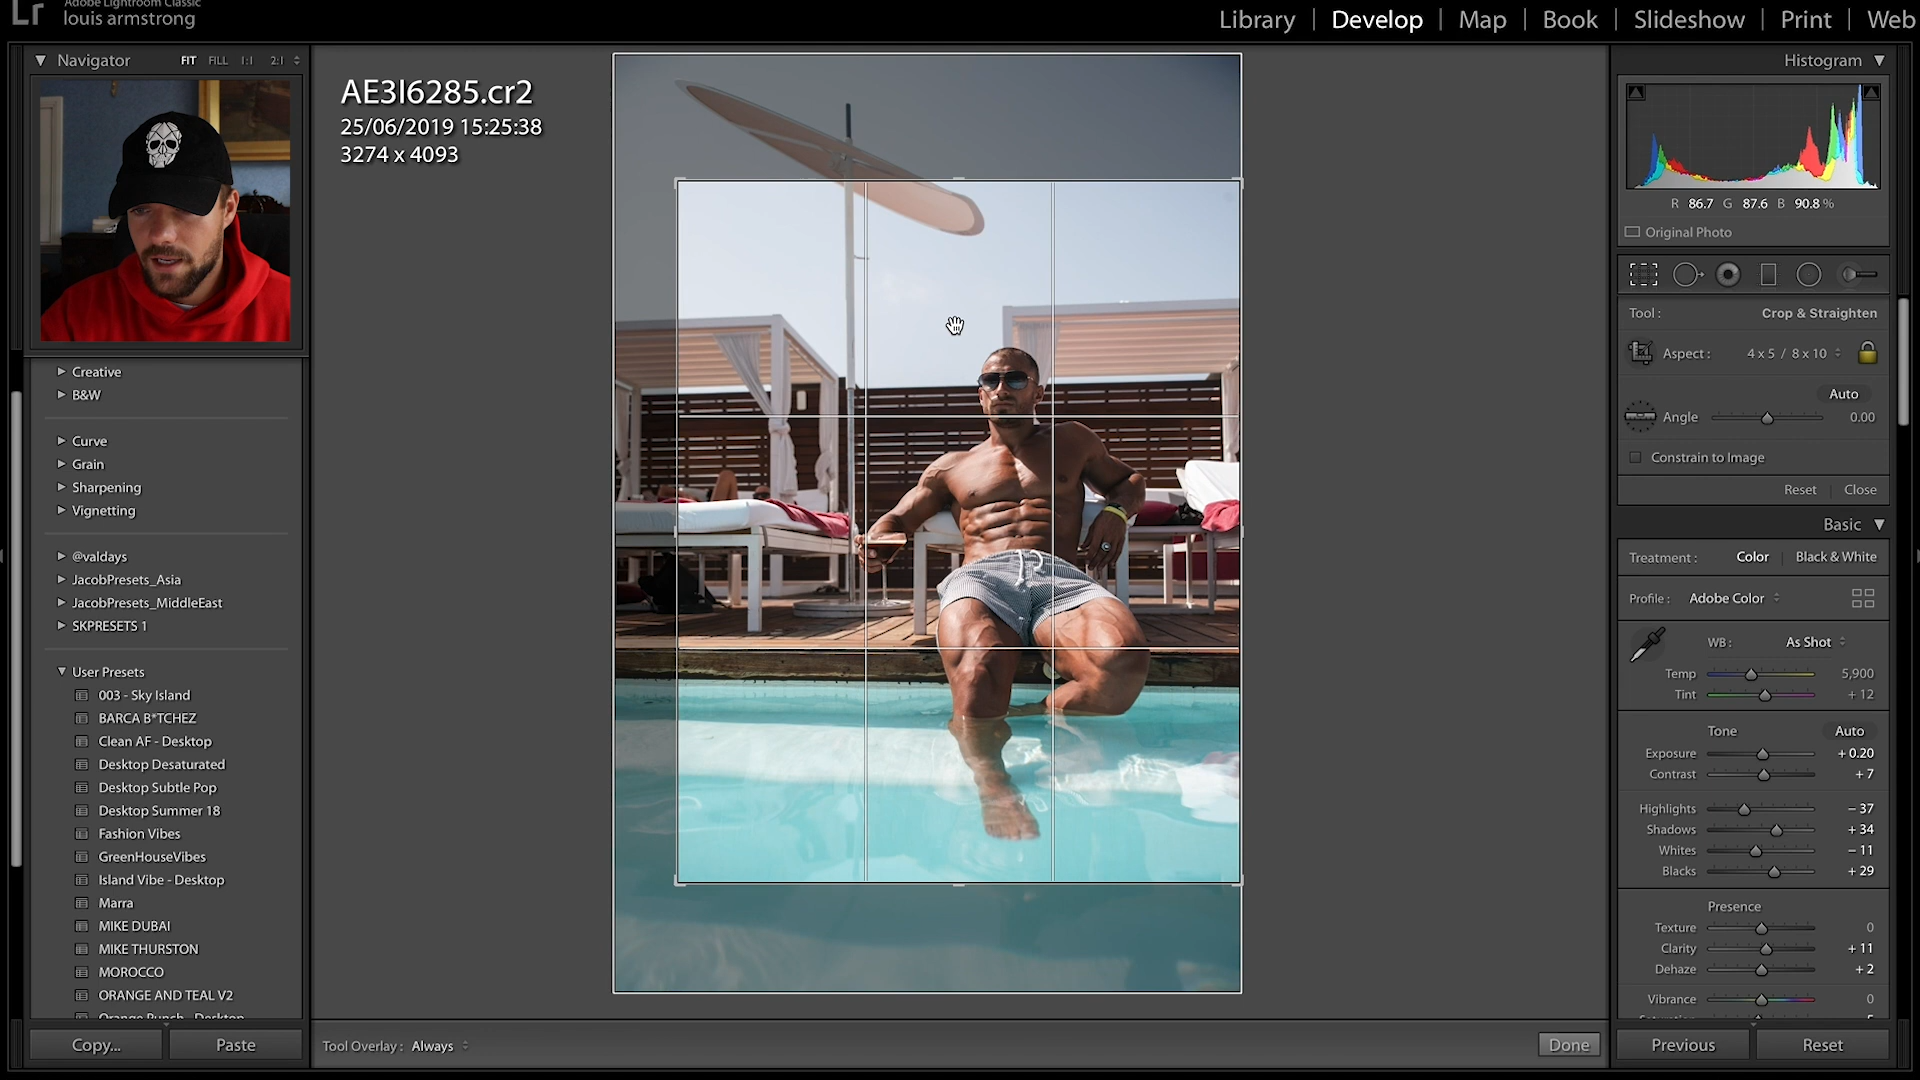 Lr
Adobe Lightroom Classic
louis armstrong
Library | Develop | Map | Book | Slideshow | Print | Web
Navigator FIT FILL 1:1 2:1
Creative
B&W
Curve
Grain
Sharpening
Vignetting
@valdays
JacobPresets_Asia
JacobPresets_MiddleEast
SKPRESETS 1
User Presets
003 - Sky Island
BARCA B*TCHEZ
Clean AF - Desktop
Desktop Desaturated
Desktop Subtle Pop
Desktop Summer 18
Fashion Vibes
GreenHouseVibes
Island Vibe - Desktop
Marra
MIKE DUBAI
MIKE THURSTON
MOROCCO
ORANGE AND TEAL V2
Orange Punch - Desktop
Copy... Paste
AE3I6285.cr2
25/06/2019 15:25:38
3274 x 4093
Tool Overlay : Always
Done
Histogram
R 86.7 G 87.6 B 90.8 %
Original Photo
Tool : Crop & Straighten
Aspect : 4 x 5 / 8 x 10
Auto
Angle 0.00
Constrain to Image
Reset Close
Basic
Treatment : Color Black & White
Profile : Adobe Color
WB : As Shot
Temp 5,900
Tint + 12
Tone Auto
Exposure + 0.20
Contrast + 7
Highlights – 37
Shadows + 34
Whites – 11
Blacks + 29
Presence
Texture 0
Clarity + 11
Dehaze + 2
Vibrance 0
Previous Reset